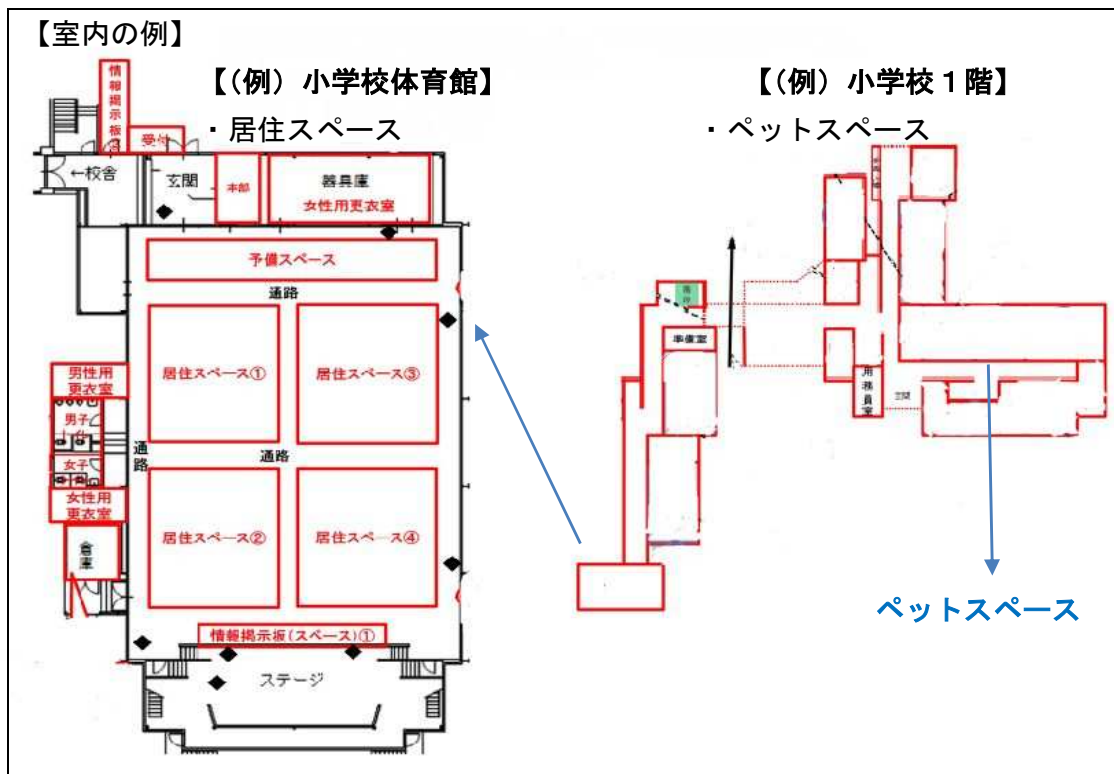 【室内の例】
【(例) 小学校体育館】
・居住スペース
【(例) 小学校１階】
・ペットスペース
情報掲示板②
受付
←校舎
玄関
本部
器具庫
女性用更衣室
予備スペース
通路
居住スペース①
居住スペース③
男性用
更衣室
男子
トイレ
通路
通路
女子
居住スペース②
居住スペース④
女性用
更衣室
倉庫
情報掲示板(スペース)①
ステージ
準備室
用務員室
玄関
ペットスペース